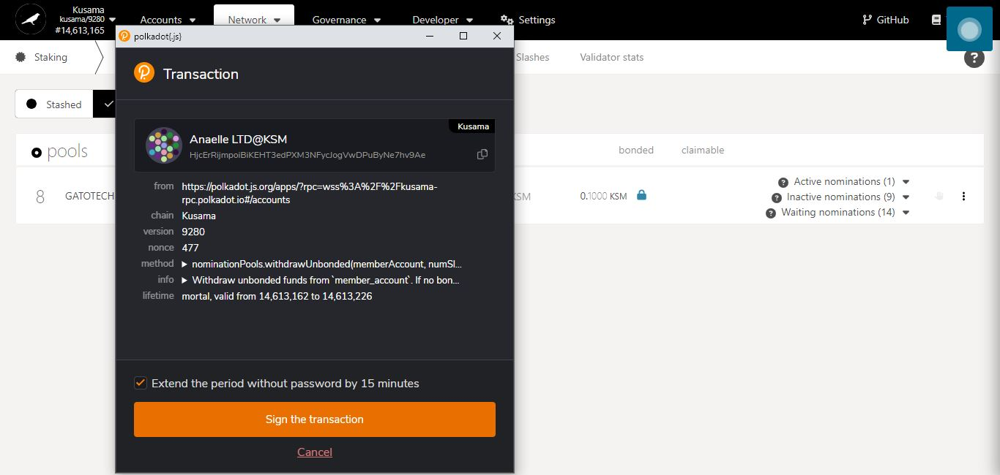 Kusama
kusama/9280
#14,613,165
Accounts
Network
Governance
Developer
Settings
GitHub
polkadot{.js}
Staking
Slashes
Validator stats
?
Transaction
Stashed
Kusama
Anaelle LTD@KSM
HjcErRijmpoiBiKEHT3edPXM3NFycJogVwDPuByNe7hv9Ae
pools
bonded
claimable
from https://polkadot.js.org/apps/?rpc=wss%3A%2F%2Fkusama-
rpc.polkadot.io#/accounts
8 GATOTECH
KSM
0.1000 KSM
? Active nominations (1)
? Inactive nominations (9)
? Waiting nominations (14)
chain Kusama
version 9280
nonce 477
method nominationPools.withdrawUnbonded(memberAccount, numSl...
info Withdraw unbonded funds from `member_account`. If no bon...
lifetime mortal, valid from 14,613,162 to 14,613,226
Extend the period without password by 15 minutes
Sign the transaction
Cancel